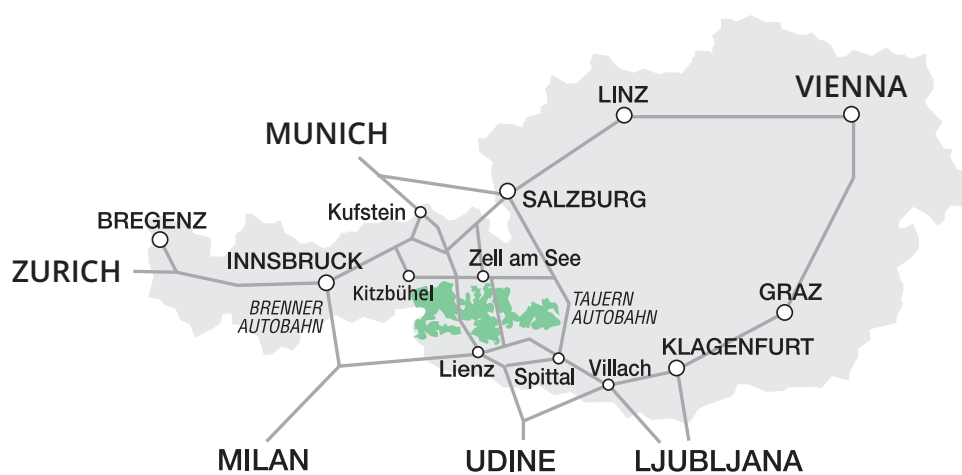 VIENNA
LINZ
MUNICH
SALZBURG
Kufstein
BREGENZ
Zell am See
INNSBRUCK
ZURICH
Kitzbühel
BRENNER
AUTOBAHN
TAUERN
AUTOBAHN
GRAZ
KLAGENFURT
Lienz
Spittal
Villach
MILAN
UDINE
LJUBLJANA